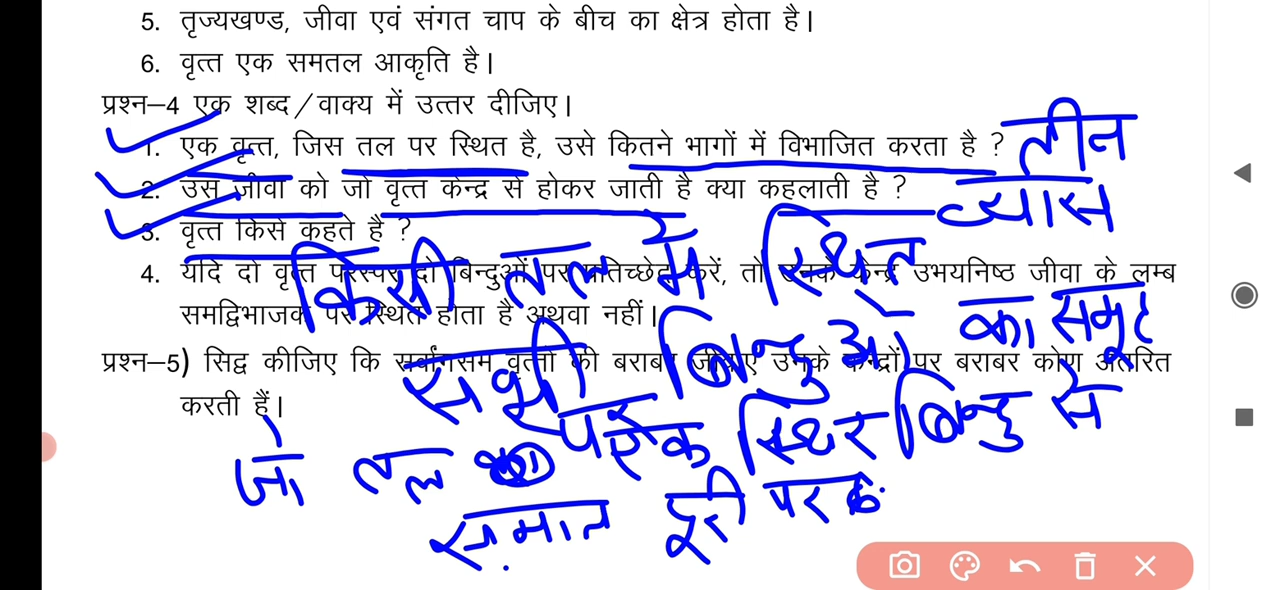 5. तृज्यखण्ड, जीवा एवं संगत चाप के बीच का क्षेत्र होता है।
6. वृत्त एक समतल आकृति है।
प्रश्न–4 एक शब्द/वाक्य में उत्तर दीजिए।
1. एक वृत्त, जिस तल पर स्थित है, उसे कितने भागों में विभाजित करता है ? तीन
2. उस जीवा को जो वृत्त केन्द्र से होकर जाती है क्या कहलाती है ? व्यास
3. वृत्त किसे कहते हैं ?
किसी तल में स्थित
4. यदि दो वृत्त परस्पर दो बिन्दुओं पर प्रतिच्छेद करें, तो उनके केन्द्र उभयनिष्ठ जीवा के लम्ब
समद्विभाजक पर स्थित होता है अथवा नहीं।
सभी बिन्दुओं का समूह
प्रश्न–5) सिद्व कीजिए कि सर्वांगसम वृत्तों की बराबर जीवाएं उनके केन्द्रों पर बराबर कोण अंतरित
करती हैं।
जो तल पर एक स्थिर बिन्दु से
समान दूरी पर